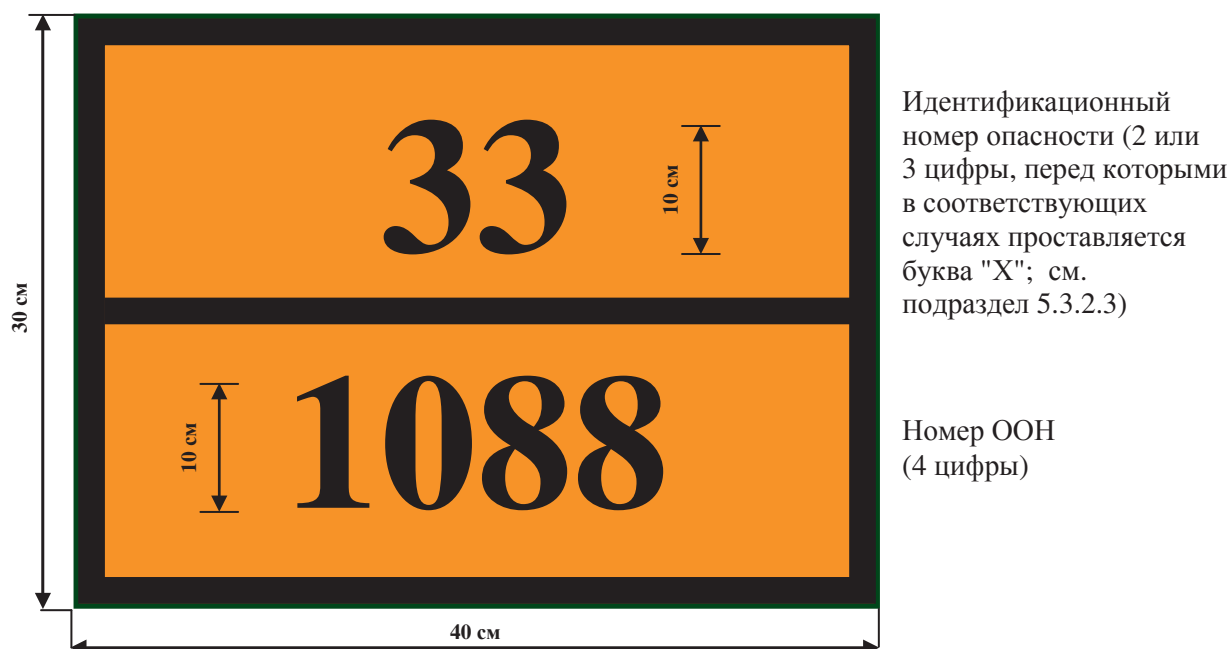 33
10 см
Идентификационный
номер опасности (2 или
3 цифры, перед которыми
в соответствующих
случаях проставляется
буква "X"; см.
подраздел 5.3.2.3)
30 см
1088
10 см
Номер ООН
(4 цифры)
40 см